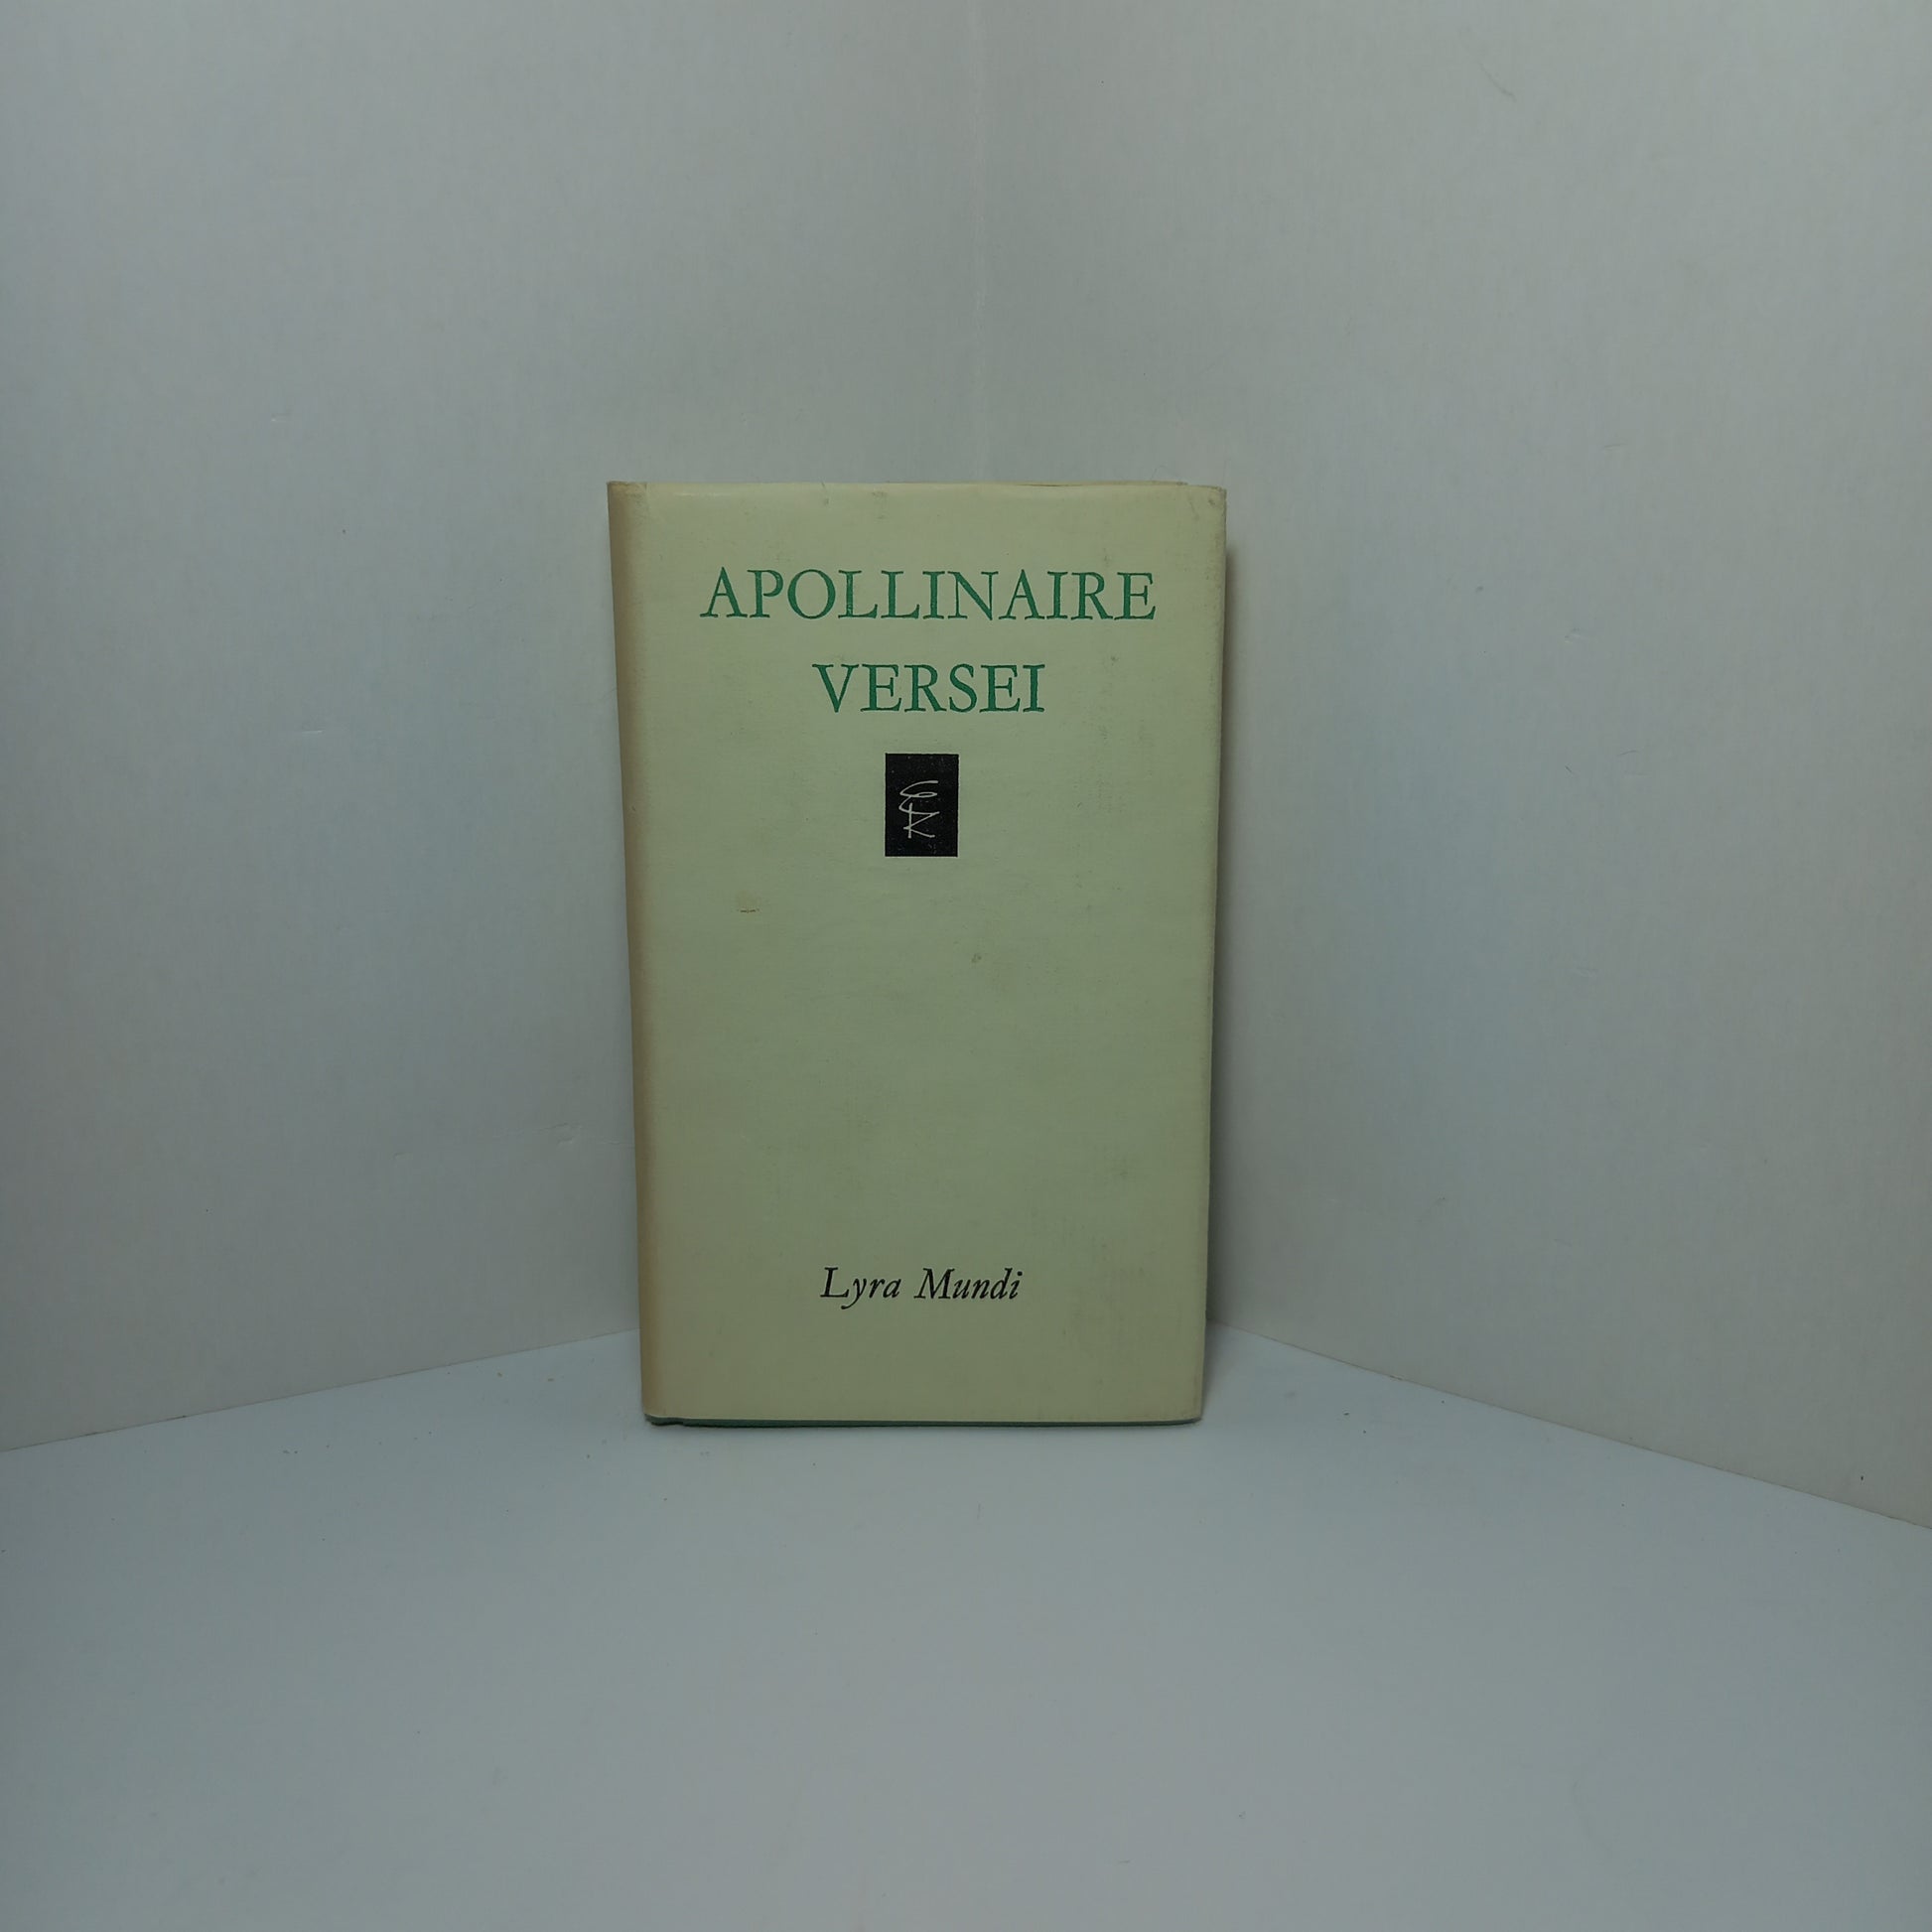 APOLLINAIRE
VERSEI
Lyra Mundi